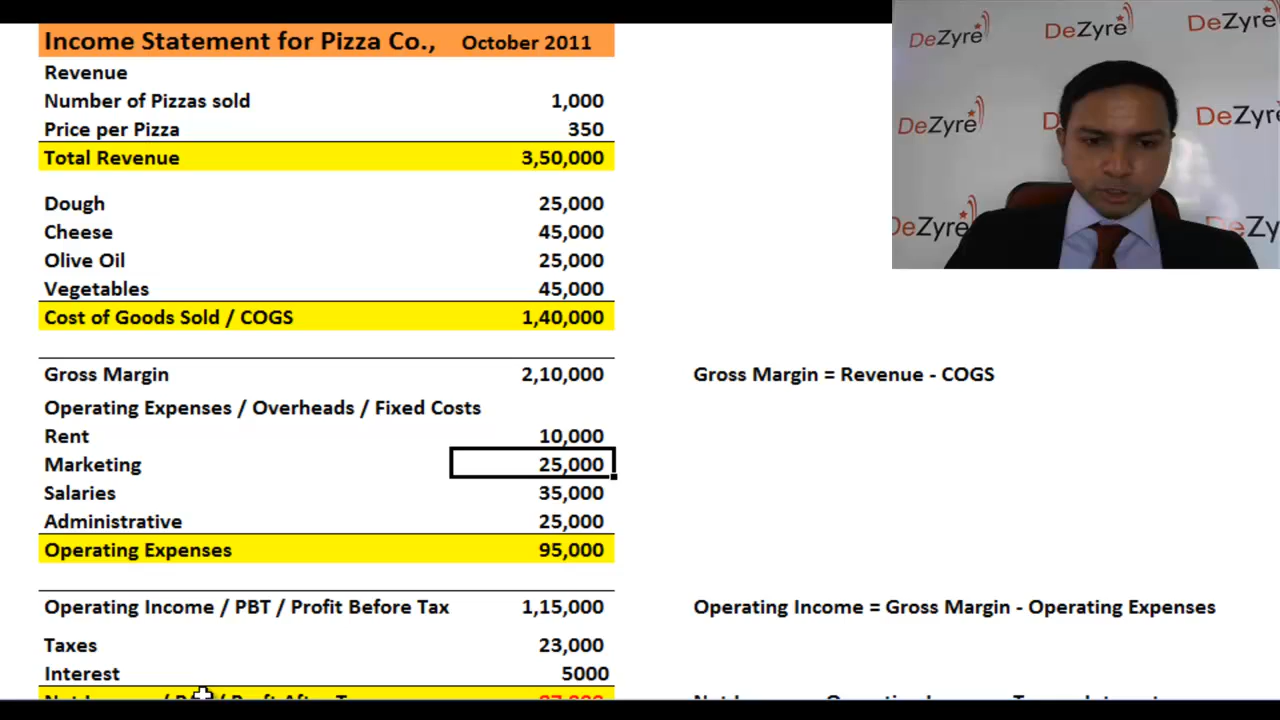 Income Statement for Pizza Co., October 2011
Revenue
Number of Pizzas sold 1,000
Price per Pizza 350
Total Revenue 3,50,000
Dough 25,000
Cheese 45,000
Olive Oil 25,000
Vegetables 45,000
Cost of Goods Sold / COGS 1,40,000
Gross Margin 2,10,000 Gross Margin = Revenue - COGS
Operating Expenses / Overheads / Fixed Costs
Rent 10,000
Marketing 25,000
Salaries 35,000
Administrative 25,000
Operating Expenses 95,000
Operating Income / PBT / Profit Before Tax 1,15,000 Operating Income = Gross Margin - Operating Expenses
Taxes 23,000
Interest 5000
DeZyre DeZyre DeZyre
DeZyre D DeZyre
DeZyre DeZy